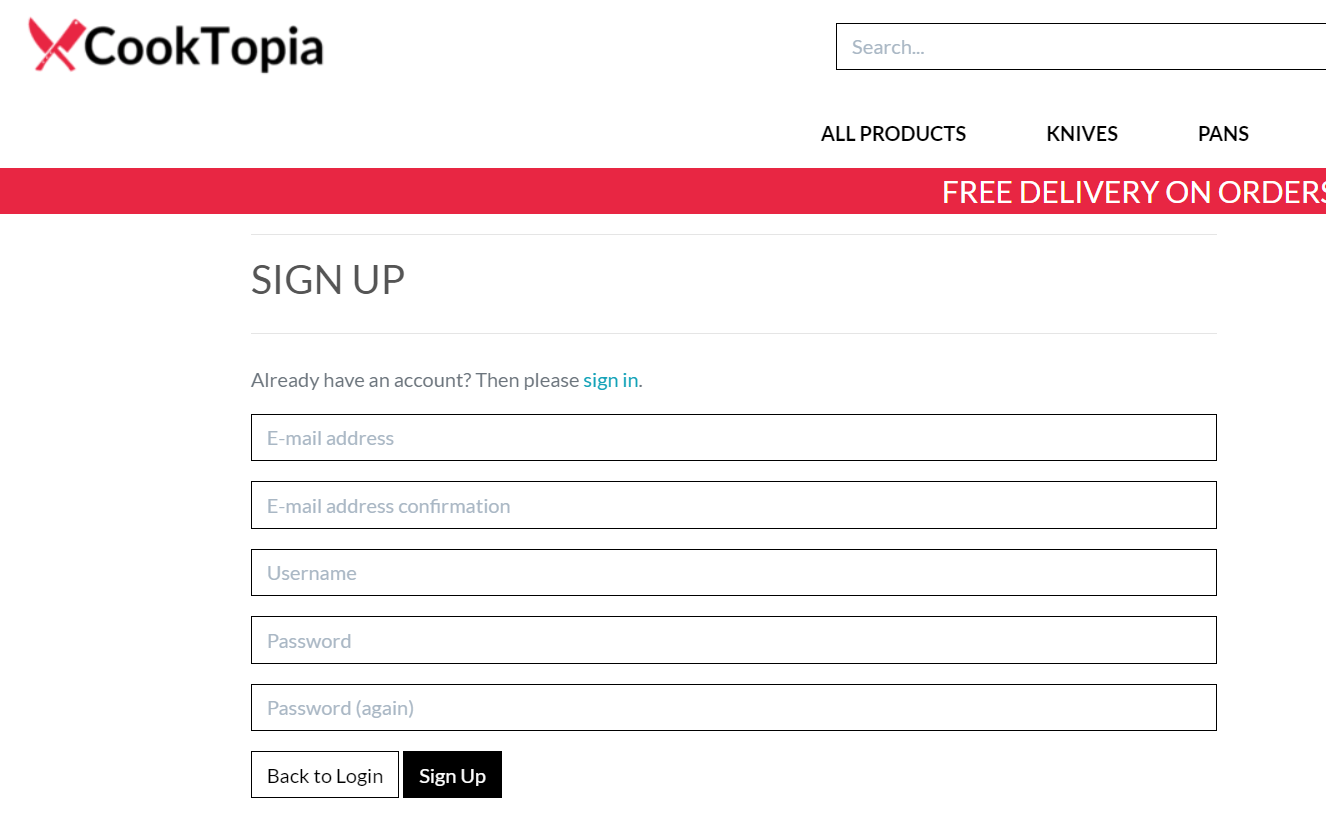 CookTopia
Search...
ALL PRODUCTS KNIVES PANS
FREE DELIVERY ON ORDERS
SIGN UP
Already have an account? Then please sign in.
E-mail address
E-mail address confirmation
Username
Password
Password (again)
Back to Login Sign Up